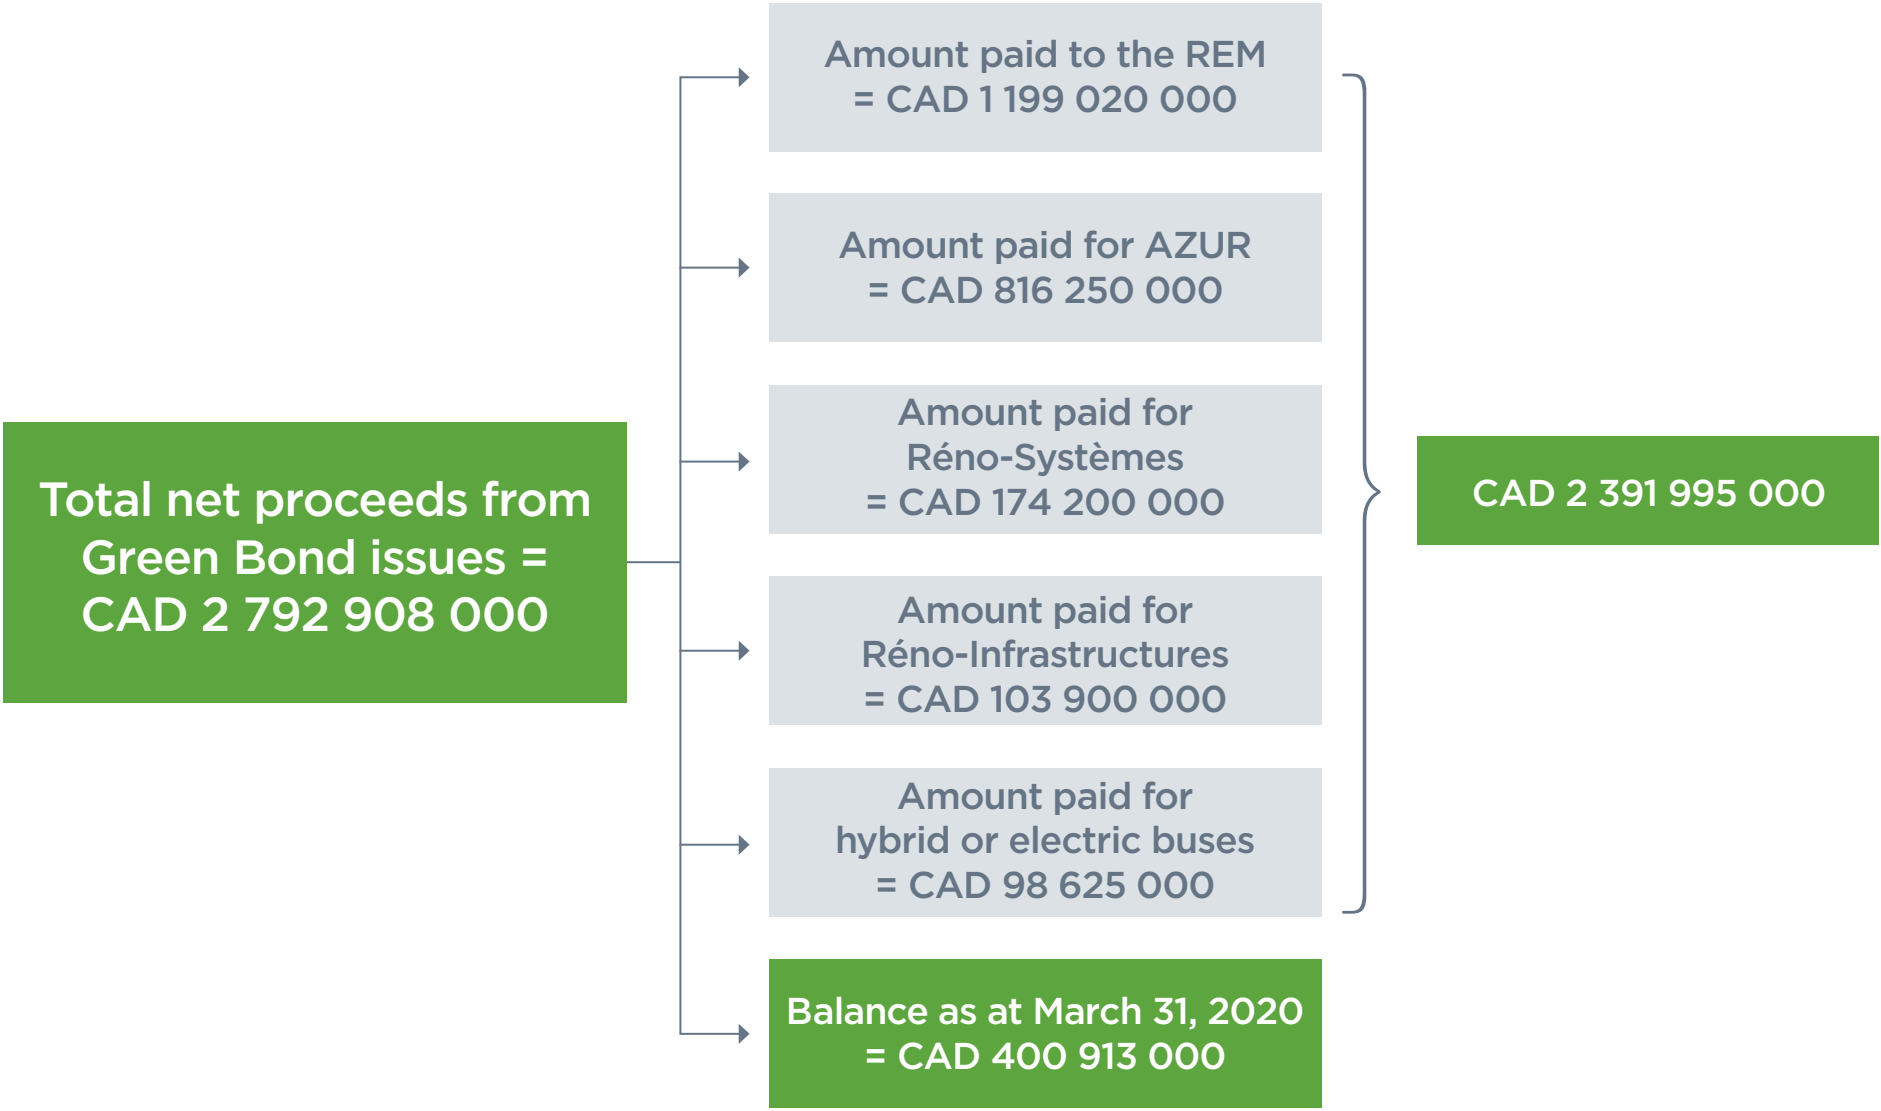 Total net proceeds from
Green Bond issues =
CAD 2 792 908 000
Amount paid to the REM
= CAD 1 199 020 000
Amount paid for AZUR
= CAD 816 250 000
Amount paid for
Réno-Systèmes
= CAD 174 200 000
Amount paid for
Réno-Infrastructures
= CAD 103 900 000
Amount paid for
hybrid or electric buses
= CAD 98 625 000
Balance as at March 31, 2020
= CAD 400 913 000
CAD 2 391 995 000